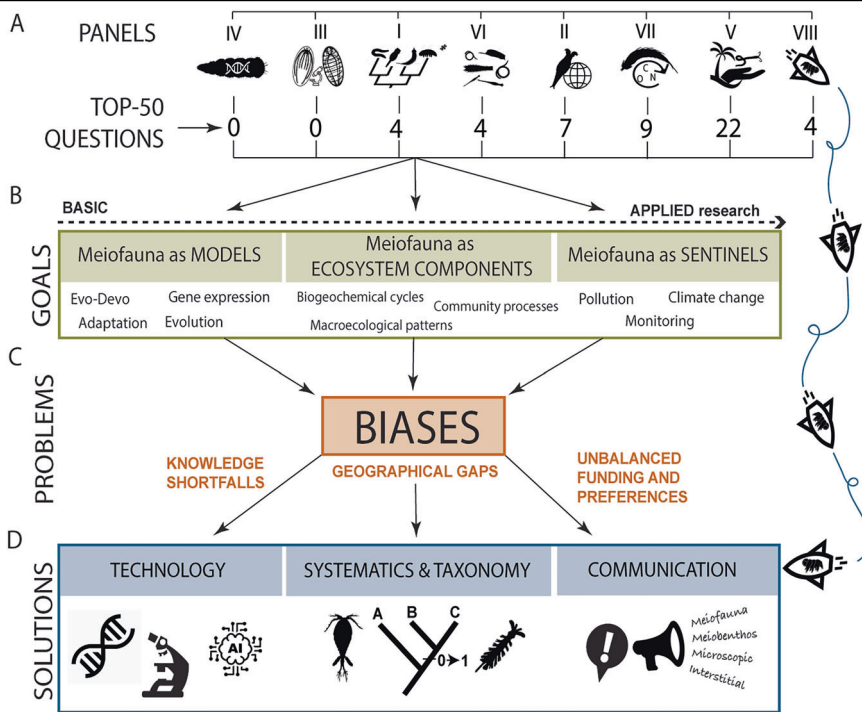 A
PANELS
IV III I VI II VII V VIII
*
C
O N
TOP-50
QUESTIONS
0 0 4 4 7 9 22 4
B
GOALS
BASIC
APPLIED research
Meiofauna as MODELS
Meiofauna as
ECOSYSTEM COMPONENTS
Meiofauna as SENTINELS
Evo-Devo
Gene expression
Adaptation
Evolution
Biogeochemical cycles
Community processes
Macroecological patterns
Pollution
Climate change
Monitoring
C
PROBLEMS
BIASES
KNOWLEDGE
SHORTFALLS
GEOGRAPHICAL GAPS
UNBALANCED
FUNDING AND
PREFERENCES
D
SOLUTIONS
TECHNOLOGY
SYSTEMATICS & TAXONOMY
COMMUNICATION
AI
A B C
0 1
!
Meiofauna
Meiobenthos
Microscopic
Interstitial